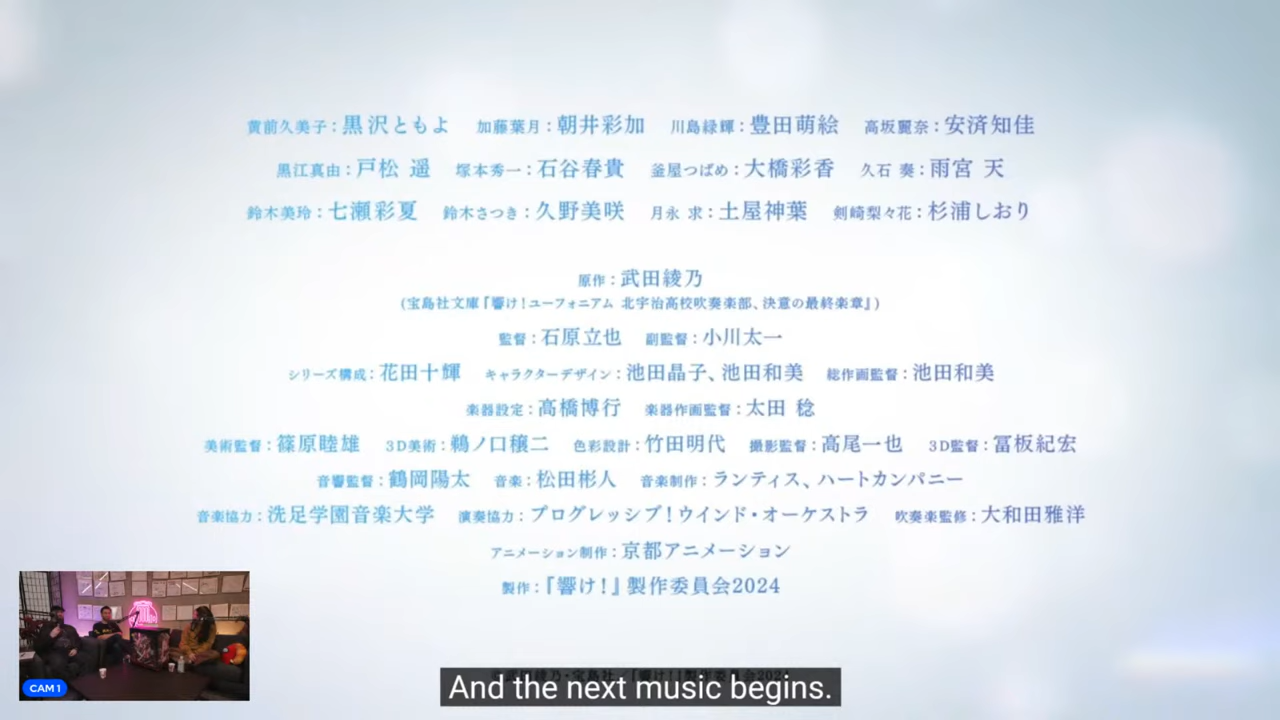 黄前久美子：黒沢ともよ　加藤葉月：朝井彩加　川島緑輝：豊田萌絵　高坂麗奈：安済知佳
黒江真由：戸松 遥　塚本秀一：石谷春貴　釜屋つばめ：大橋彩香　久石 奏：雨宮 天
鈴木美玲：七瀬彩夏　鈴木さつき：久野美咲　月永 求：土屋神葉　剣崎梨々花：杉浦しおり
原作：武田綾乃
（宝島社文庫『響け！ユーフォニアム 北宇治高校吹奏楽部、決意の最終楽章』）
監督：石原立也　副監督：小川太一
シリーズ構成：花田十輝　キャラクターデザイン：池田晶子、池田和美　総作画監督：池田和美
楽器設定：髙橋博行　楽器作画監督：太田 稔
美術監督：篠原睦雄　3D美術：鵜ノ口穣二　色彩設計：竹田明代　撮影監督：髙尾一也　3D監督：冨板紀宏
音響監督：鶴岡陽太　音楽：松田彬人　音楽制作：ランティス、ハートカンパニー
音楽協力：洗足学園音楽大学　演奏協力：プログレッシブ！ウインド・オーケストラ　吹奏楽監修：大和田雅洋
アニメーション制作：京都アニメーション
製作：『響け！』製作委員会2024
And the next music begins.
CAM 1